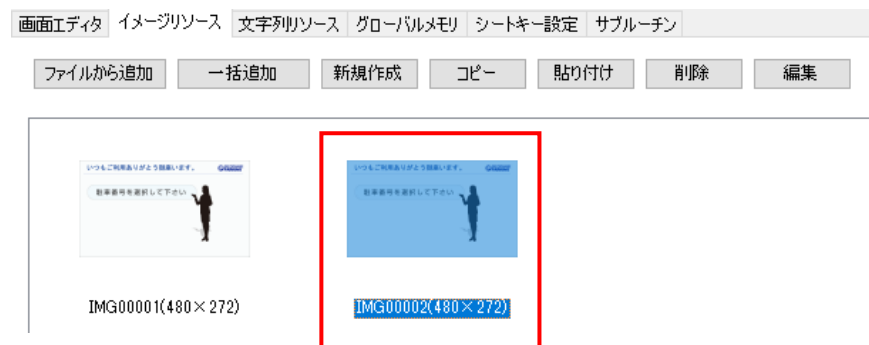 画面エディタ イメージリソース 文字列リソース グローバルメモリ シートキー設定 サブルーチン
ファイルから追加 一括追加 新規作成 コピー 貼り付け 削除 編集
いつもご利用ありがとう御座います。 いつもご利用ありがとう御座います。
駐車番号を選択して下さい 駐車番号を選択して下さい
IMG00001(480×272) IMG00002(480×272)